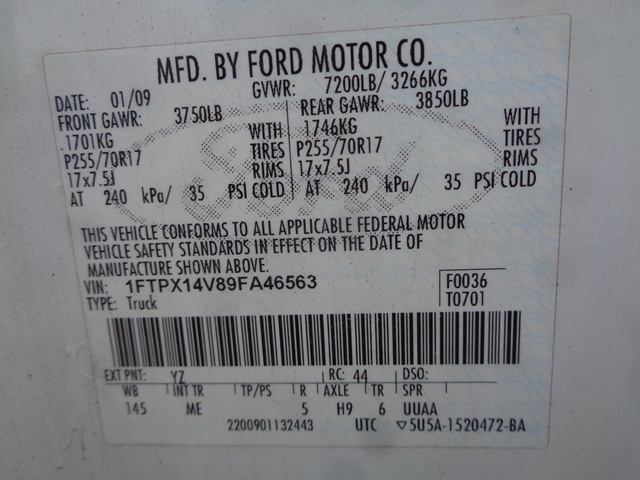 MFD. BY FORD MOTOR CO.
DATE: 01/09 GVWR: 7200LB/ 3266KG
FRONT GAWR: 3750LB REAR GAWR: 3850LB
1701KG WITH 1746KG WITH
P255/70R17 TIRES P255/70R17 TIRES
17x7.5J RIMS 17x7.5J RIMS
AT 240 kPa/ 35 PSI COLD AT 240 kPa/ 35 PSI COLD
Ford
THIS VEHICLE CONFORMS TO ALL APPLICABLE FEDERAL MOTOR
VEHICLE SAFETY STANDARDS IN EFFECT ON THE DATE OF
MANUFACTURE SHOWN ABOVE.
VIN: 1FTPX14V89FA46563 F0036
TYPE: Truck T0701
EXT PNT: YZ RC: 44 DSO:
WB INT TR TP/PS R AXLE TR SPR
145 ME 5 H9 6 UUAA
2200901132443 UTC ▽5U5A-1520472-BA